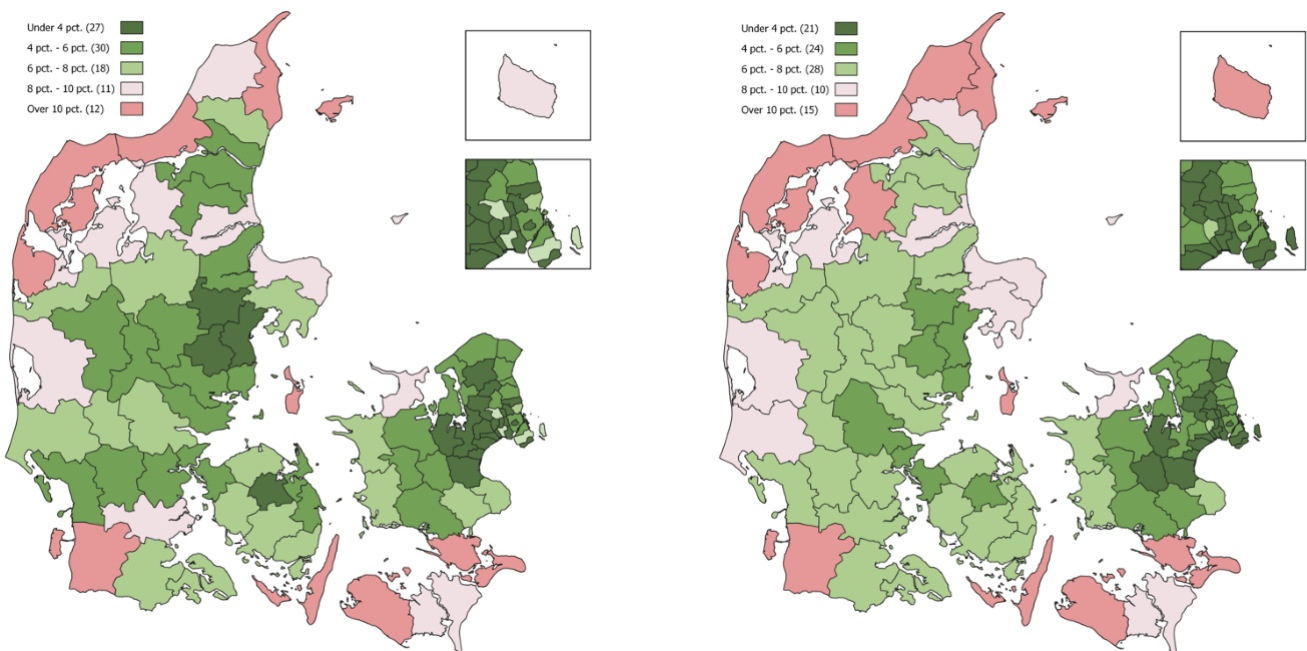 Under 4 pct. (27)
4 pct. - 6 pct. (30)
6 pct. - 8 pct. (18)
8 pct. - 10 pct. (11)
Over 10 pct. (12)
Under 4 pct. (21)
4 pct. - 6 pct. (24)
6 pct. - 8 pct. (28)
8 pct. - 10 pct. (10)
Over 10 pct. (15)